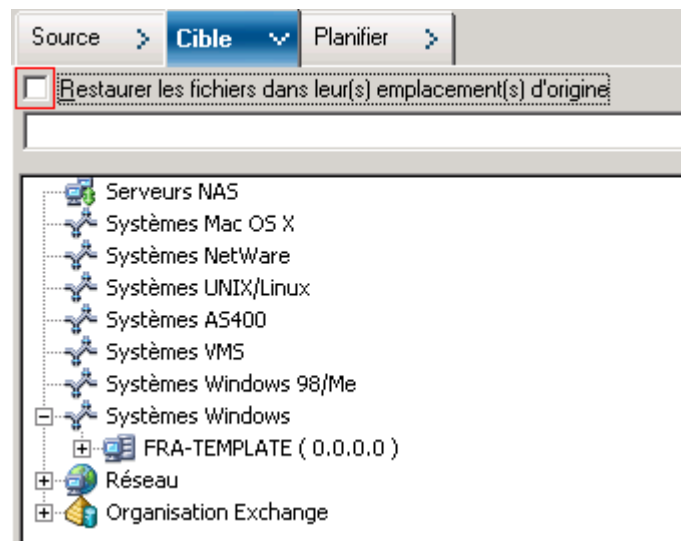 Source Cible Planifier
Restaurer les fichiers dans leur(s) emplacement(s) d'origine
Serveurs NAS
Systèmes Mac OS X
Systèmes NetWare
Systèmes UNIX/Linux
Systèmes AS400
Systèmes VMS
Systèmes Windows 98/Me
Systèmes Windows
FRA-TEMPLATE ( 0.0.0.0 )
Réseau
Organisation Exchange